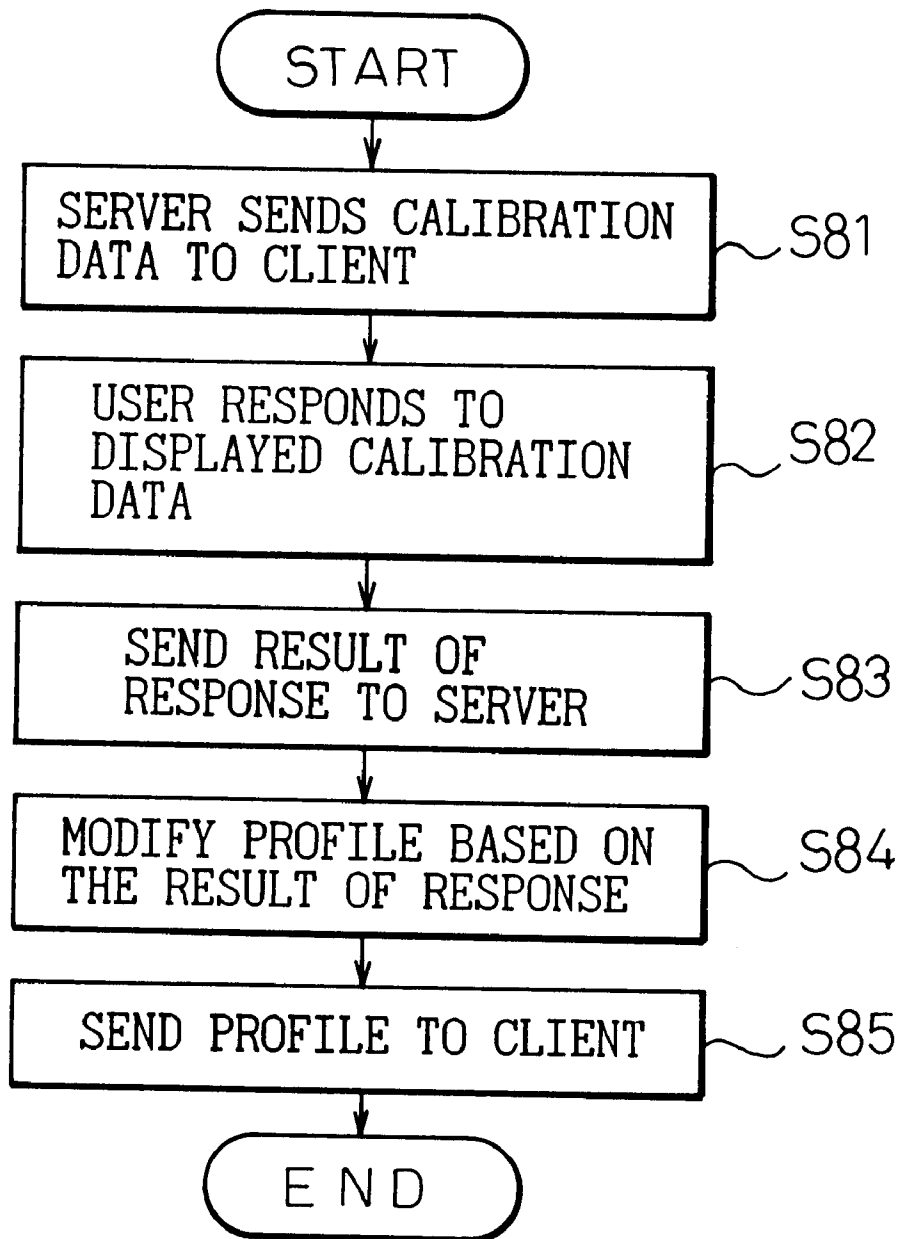 START
SERVER SENDS CALIBRATION
DATA TO CLIENT
S81
USER RESPONDS TO
DISPLAYED CALIBRATION
DATA
S82
SEND RESULT OF
RESPONSE TO SERVER
S83
MODIFY PROFILE BASED ON
THE RESULT OF RESPONSE
S84
SEND PROFILE TO CLIENT
S85
END